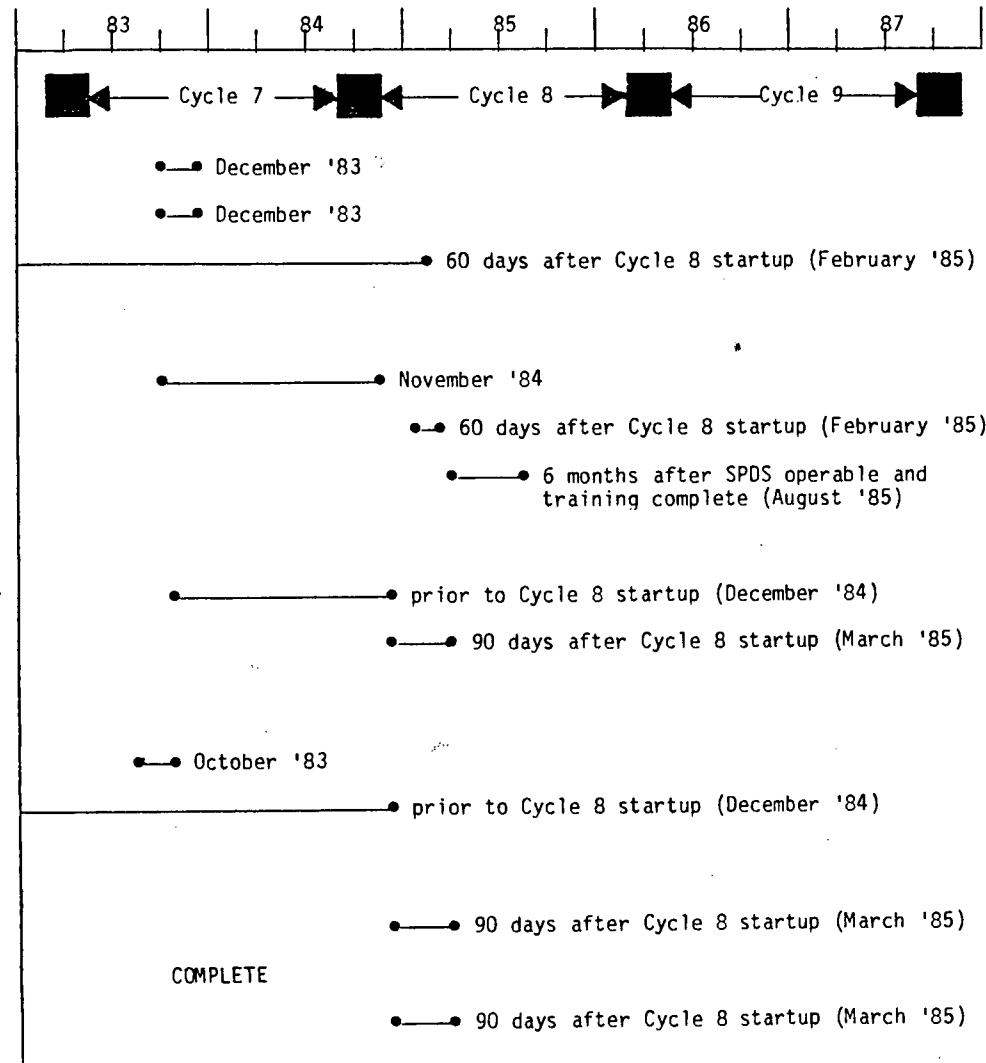 83 84 85 86 87
Cycle 7 Cycle 8 Cycle 9
December '83
December '83
60 days after Cycle 8 startup (February '85)
November '84
60 days after Cycle 8 startup (February '85)
6 months after SPDS operable and
training complete (August '85)
prior to Cycle 8 startup (December '84)
90 days after Cycle 8 startup (March '85)
October '83
prior to Cycle 8 startup (December '84)
90 days after Cycle 8 startup (March '85)
COMPLETE
90 days after Cycle 8 startup (March '85)